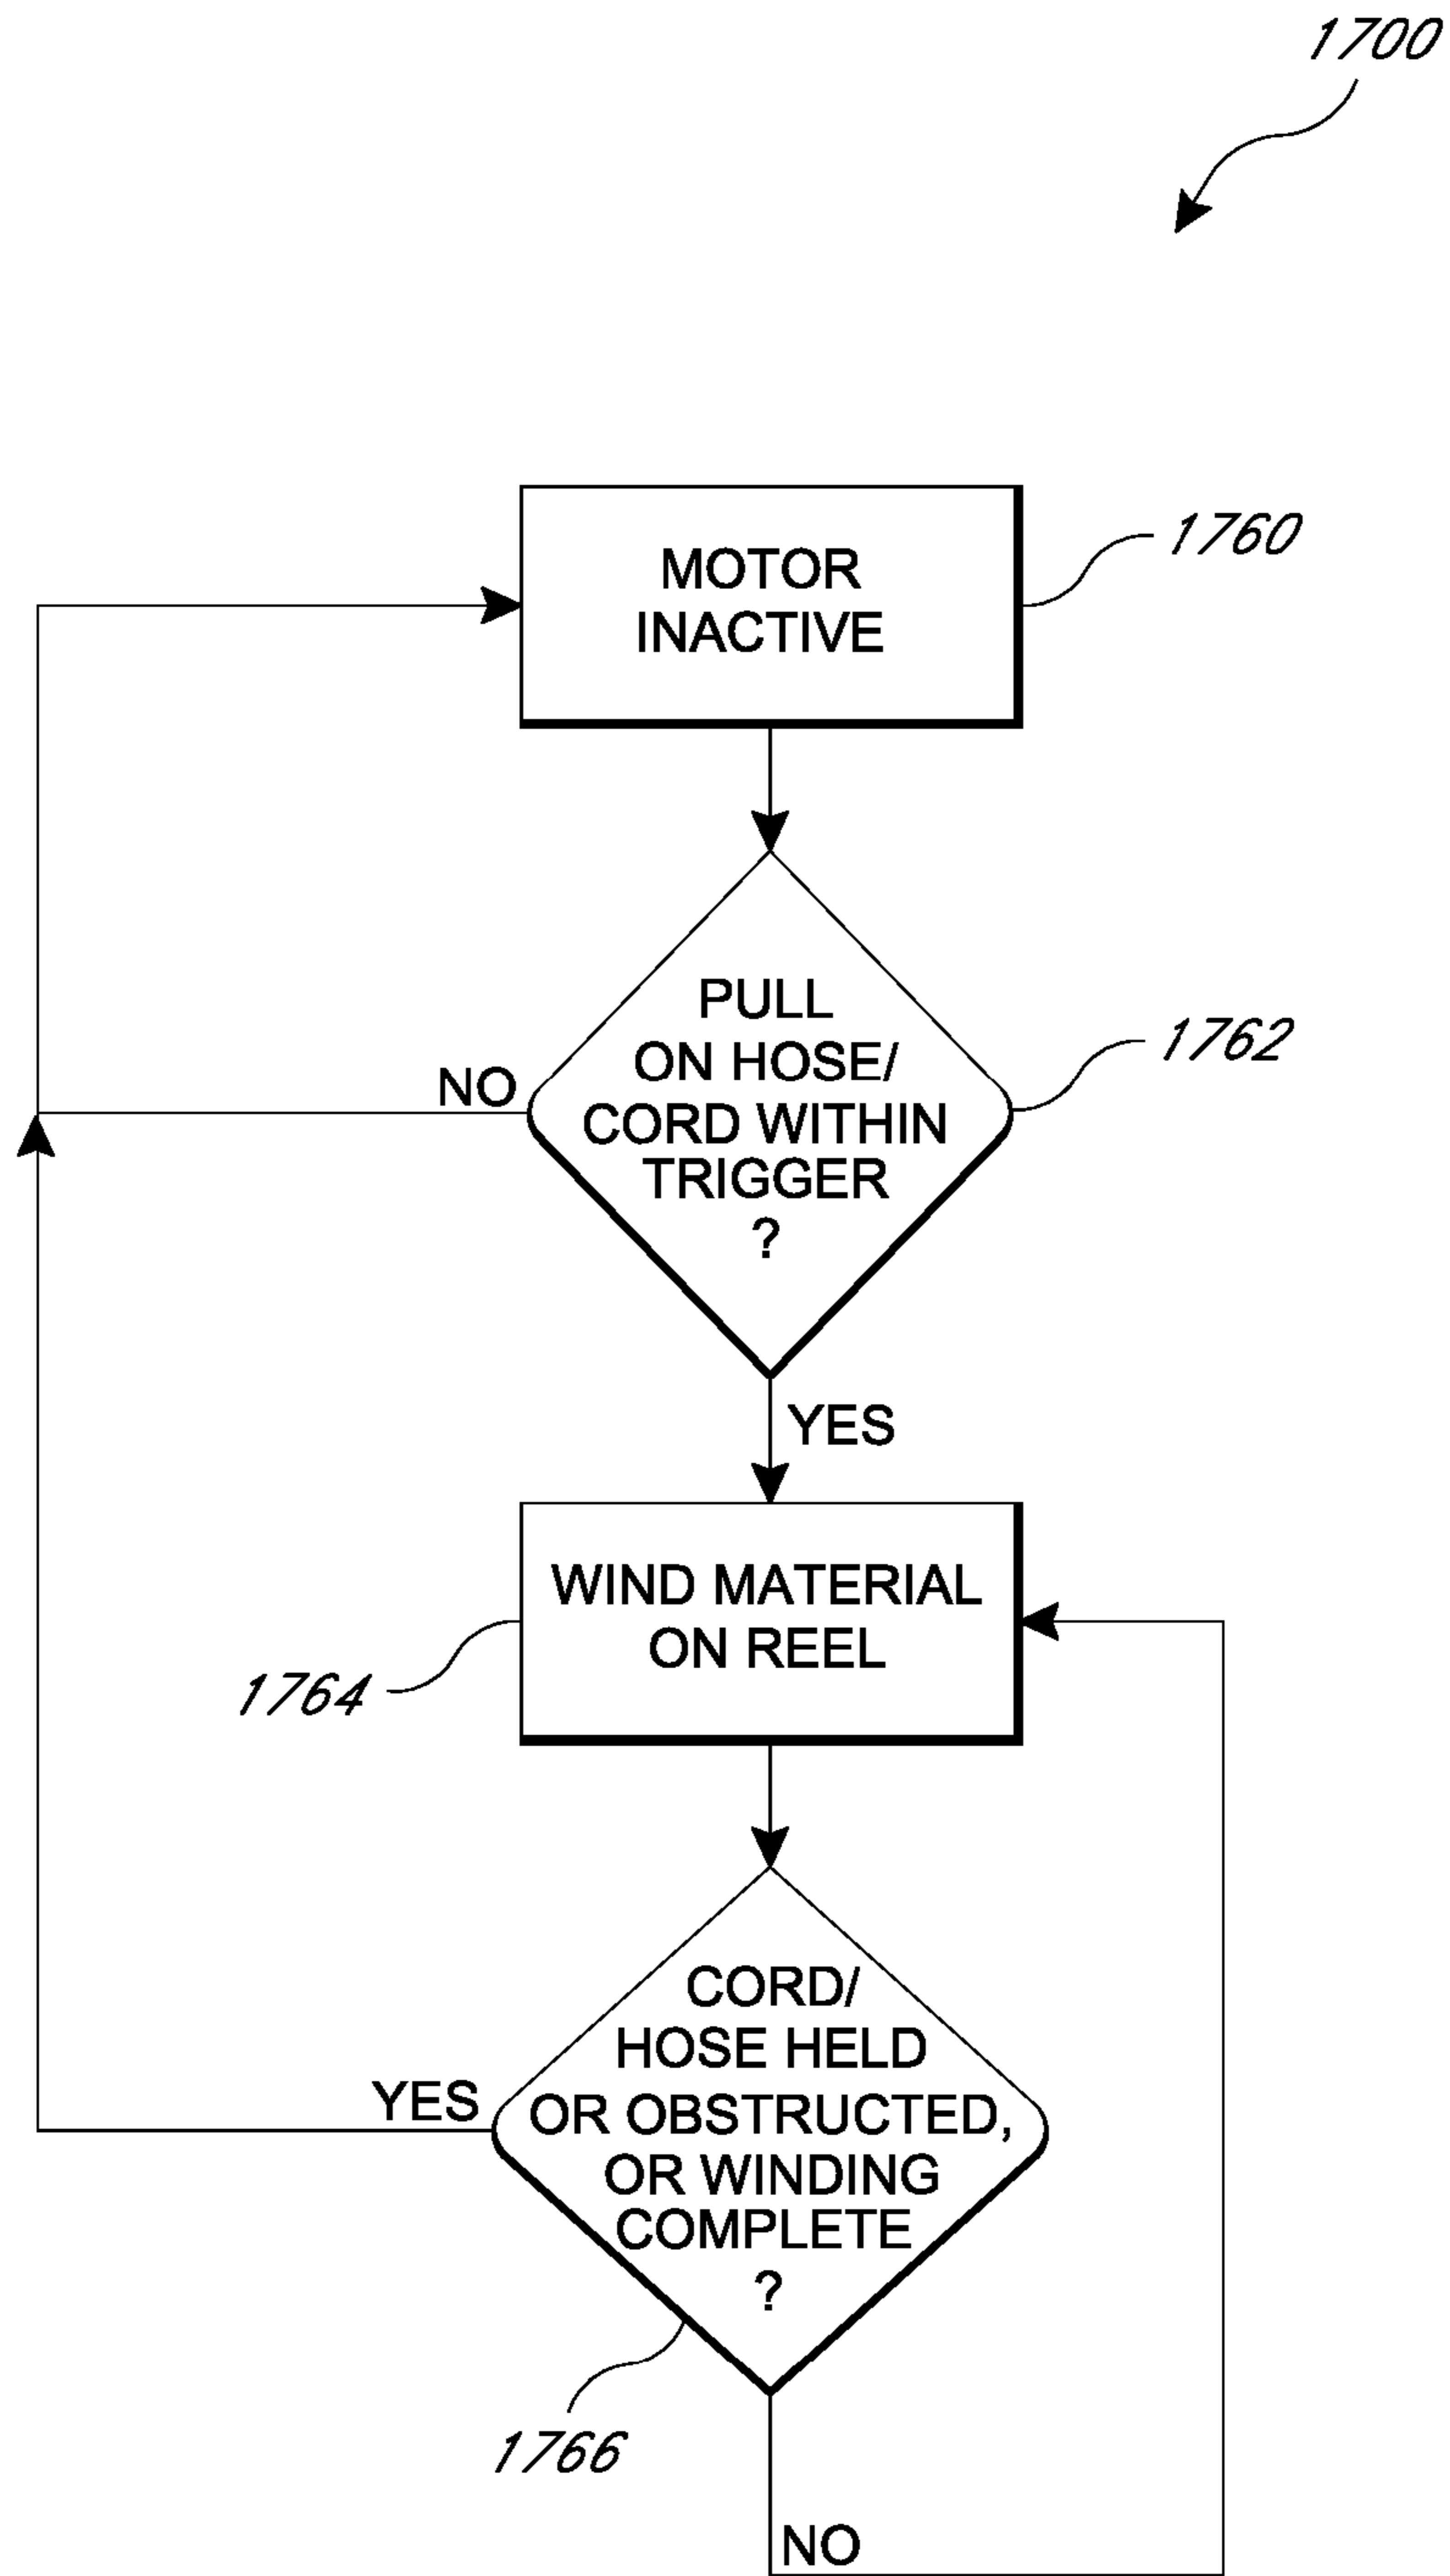 1700
MOTOR
INACTIVE
1760
PULL
ON HOSE/
CORD WITHIN
TRIGGER
?
1762
NO
YES
WIND MATERIAL
ON REEL
1764
CORD/
HOSE HELD
OR OBSTRUCTED,
OR WINDING
COMPLETE
?
YES
1766
NO